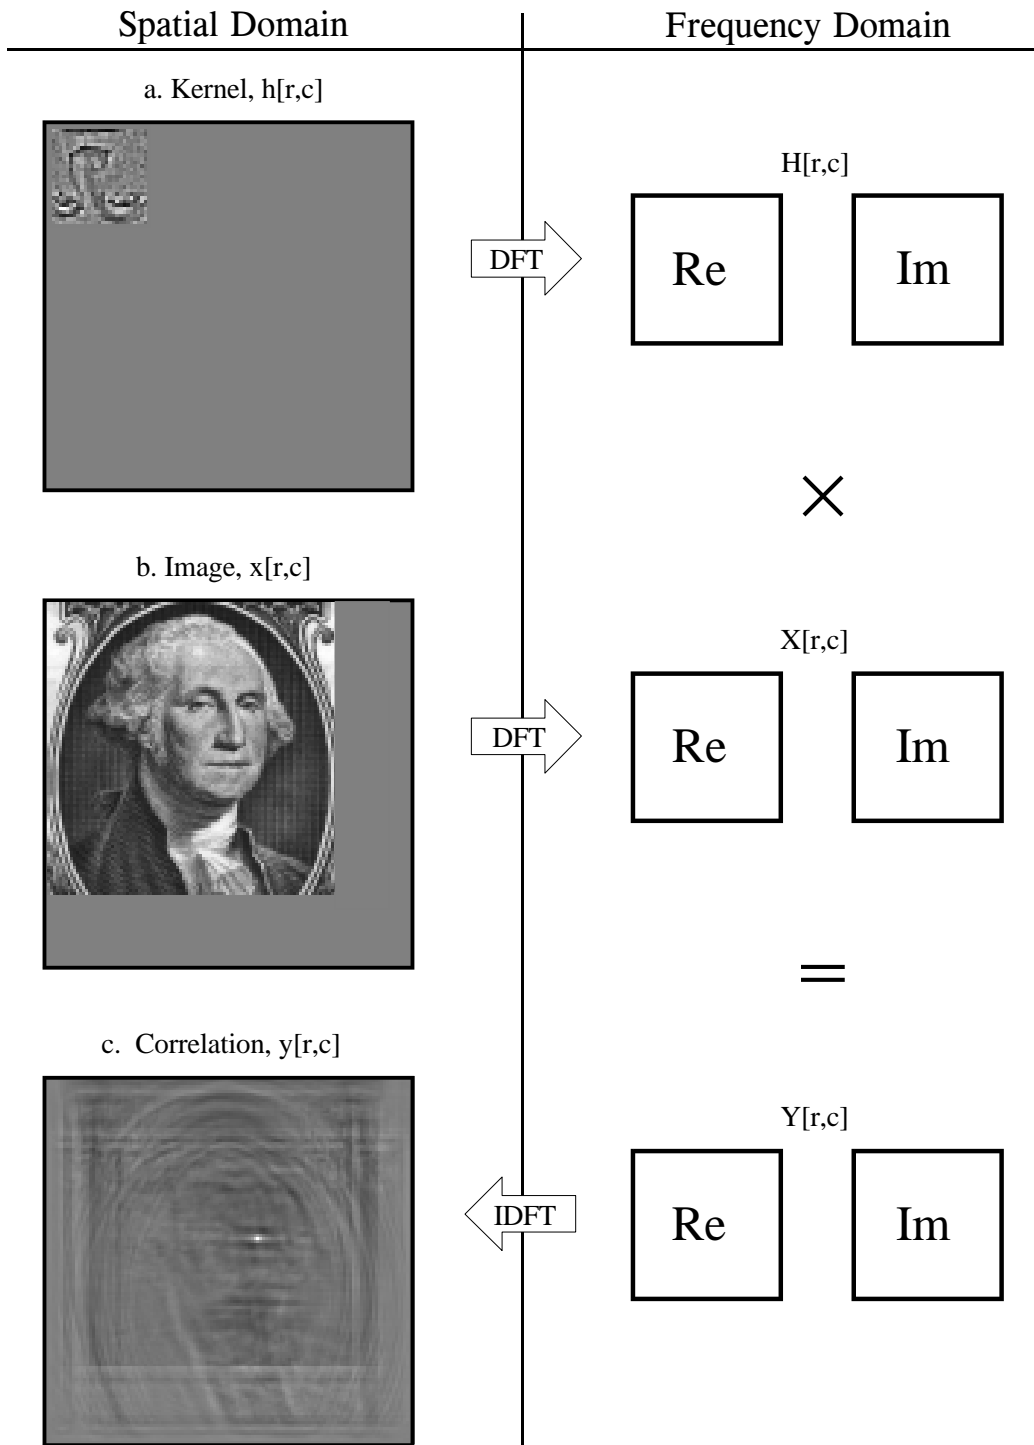 Spatial Domain
Frequency Domain
a. Kernel, h[r,c]
H[r,c]
DFT
Re
Im
×
b. Image, x[r,c]
X[r,c]
DFT
Re
Im
=
c. Correlation, y[r,c]
Y[r,c]
IDFT
Re
Im